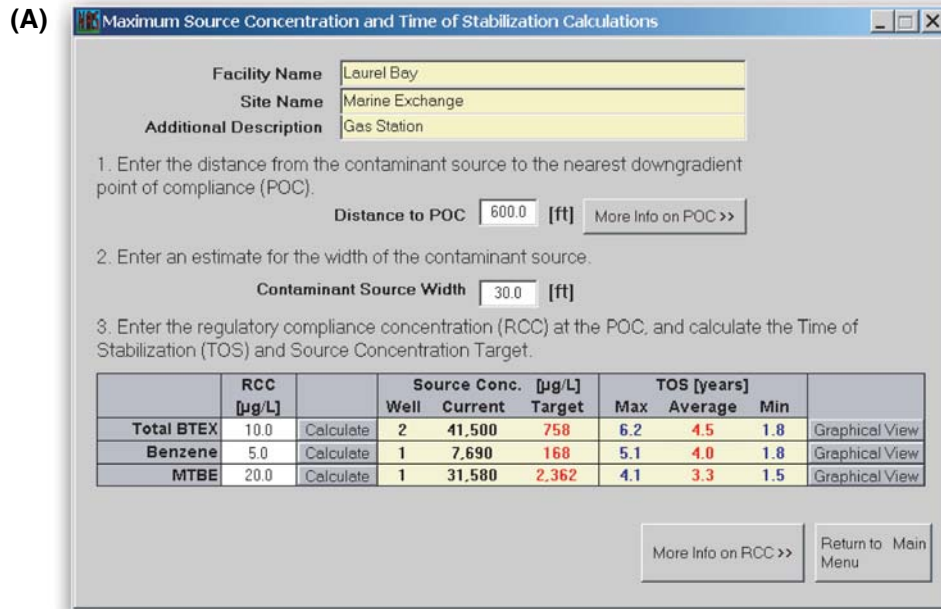 (A)
Maximum Source Concentration and Time of Stabilization Calculations
Facility Name Laurel Bay
Site Name Marine Exchange
Additional Description Gas Station
1. Enter the distance from the contaminant source to the nearest downgradient
point of compliance (POC).
Distance to POC 600.0 [ft] More Info on POC >>
2. Enter an estimate for the width of the contaminant source.
Contaminant Source Width 30.0 [ft]
3. Enter the regulatory compliance concentration (RCC) at the POC, and calculate the Time of
Stabilization (TOS) and Source Concentration Target.
RCC Source Conc. [µg/L] TOS [years]
[µg/L] Well Current Target Max Average Min
Total BTEX 10.0 Calculate 2 41,500 758 6.2 4.5 1.8 Graphical View
Benzene 5.0 Calculate 1 7,690 168 5.1 4.0 1.8 Graphical View
MTBE 20.0 Calculate 1 31,580 2,362 4.1 3.3 1.5 Graphical View
More Info on RCC >> Return to Main
Menu